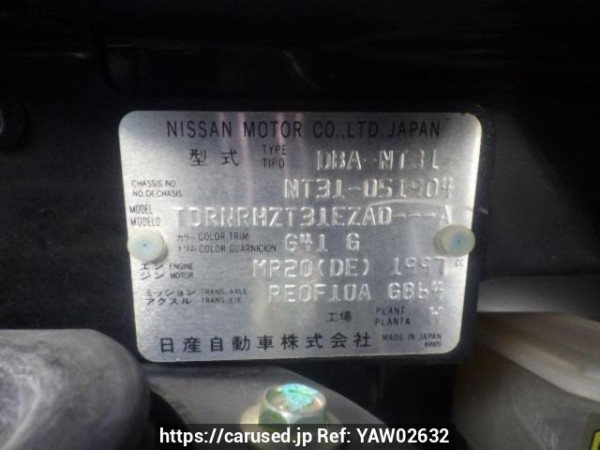 NISSAN MOTOR CO.,LTD.JAPAN
型式 TYPE TIPO DBA-NT31
CHASSIS NO NO.DECHASIS NT31-051904
MODEL MODELO TDRNRHZT31EZAD---A
カラー COLOR,TRIM トリム COLOR GUARNICION G41 G
エンジン ENGINE MOTOR MR20(DE) 1997 cc
ミッション TRANS. AXLE アクスル TRANS. EJE RE0F10A GB64
工場 PLANT PLANTA
日産自動車株式会社 MADE IN JAPAN
https://carused.jp Ref: YAW02632